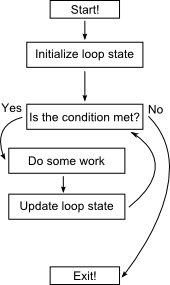 Start!
Initialize loop state
Is the condition met?
Yes
No
Do some work
Update loop state
Exit!